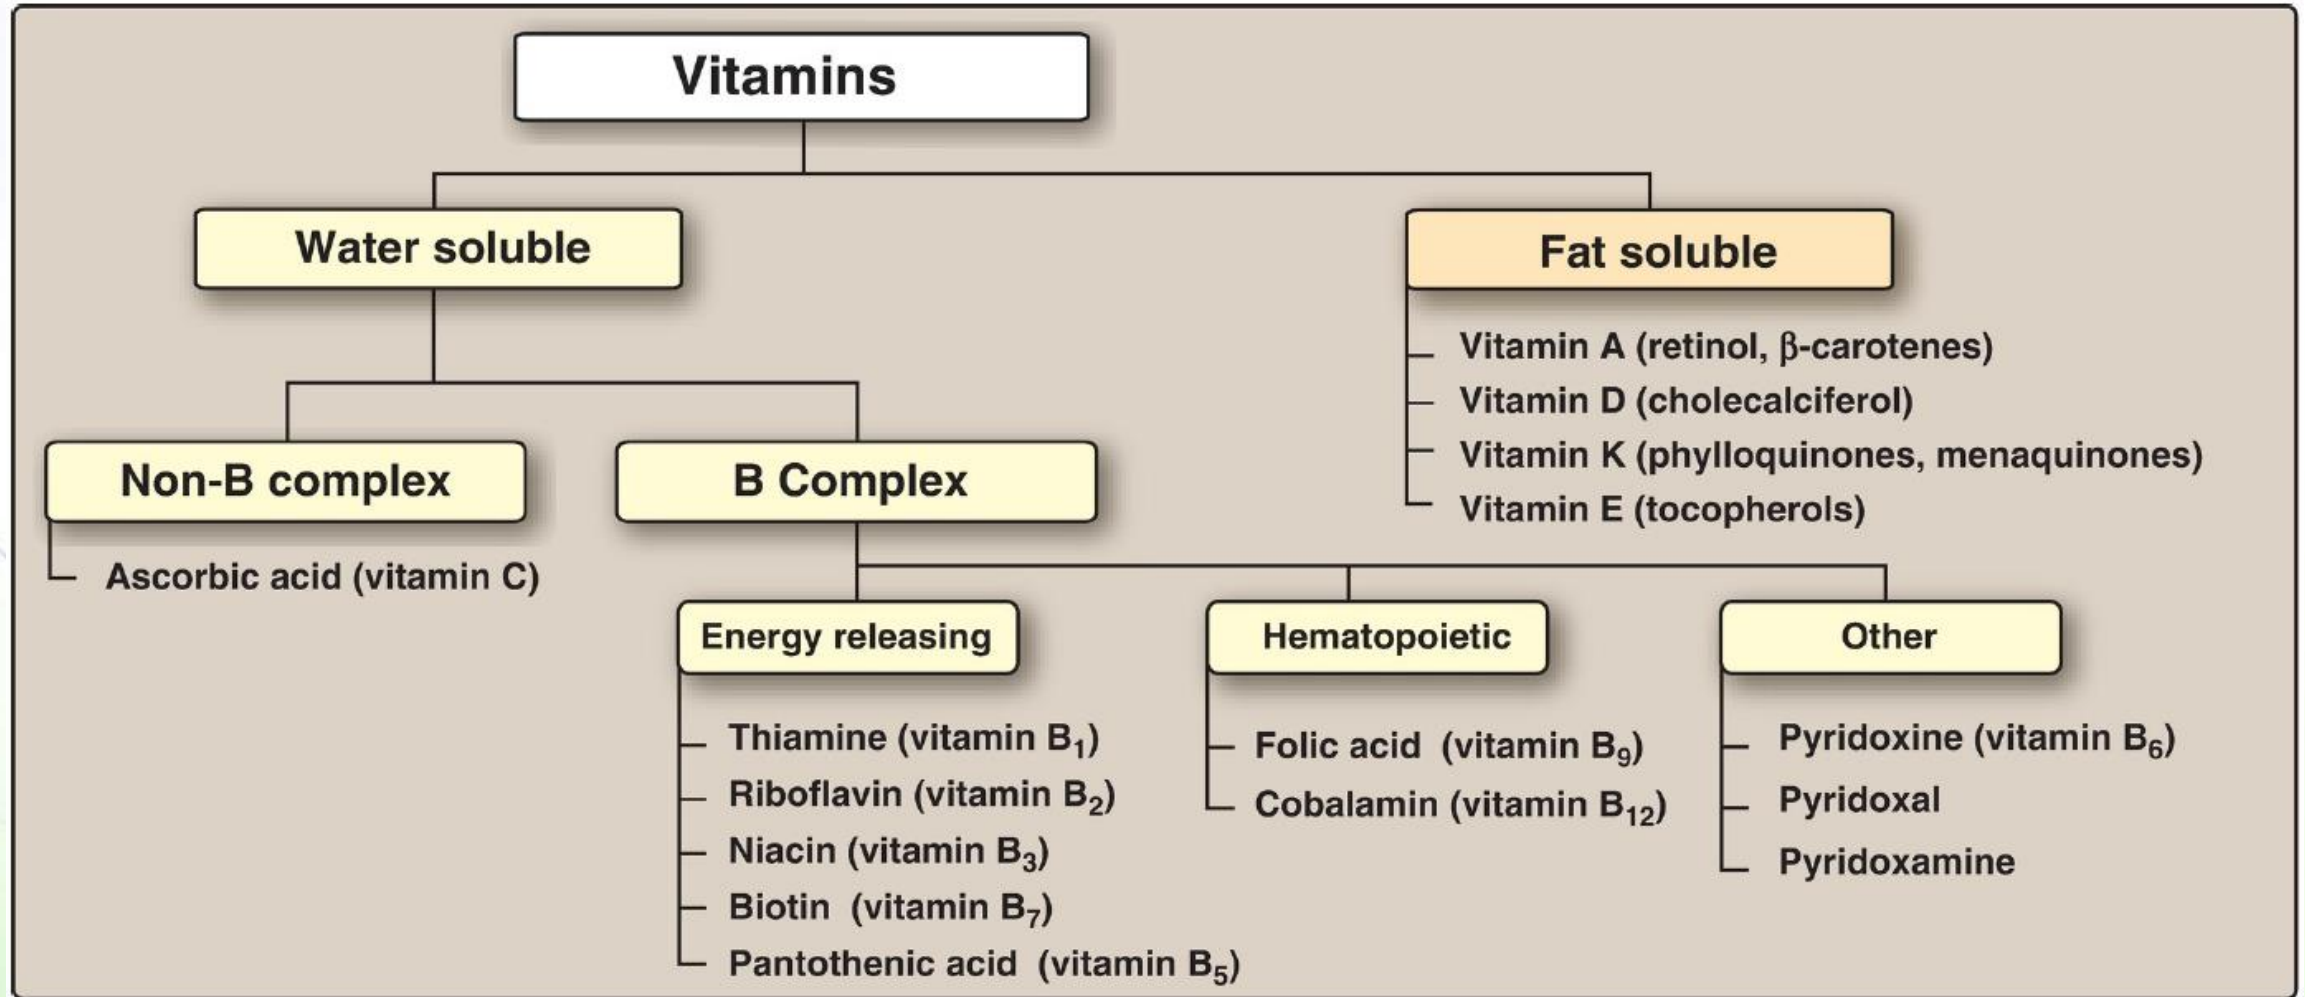 Vitamins
Water soluble
Fat soluble
Vitamin A (retinol, β-carotenes)
Vitamin D (cholecalciferol)
Vitamin K (phylloquinones, menaquinones)
Vitamin E (tocopherols)
Non-B complex
B Complex
Ascorbic acid (vitamin C)
Energy releasing
Hematopoietic
Other
Thiamine (vitamin B₁)
Riboflavin (vitamin B₂)
Niacin (vitamin B₃)
Biotin (vitamin B₇)
Pantothenic acid (vitamin B₅)
Folic acid (vitamin B₉)
Cobalamin (vitamin B₁₂)
Pyridoxine (vitamin B₆)
Pyridoxal
Pyridoxamine